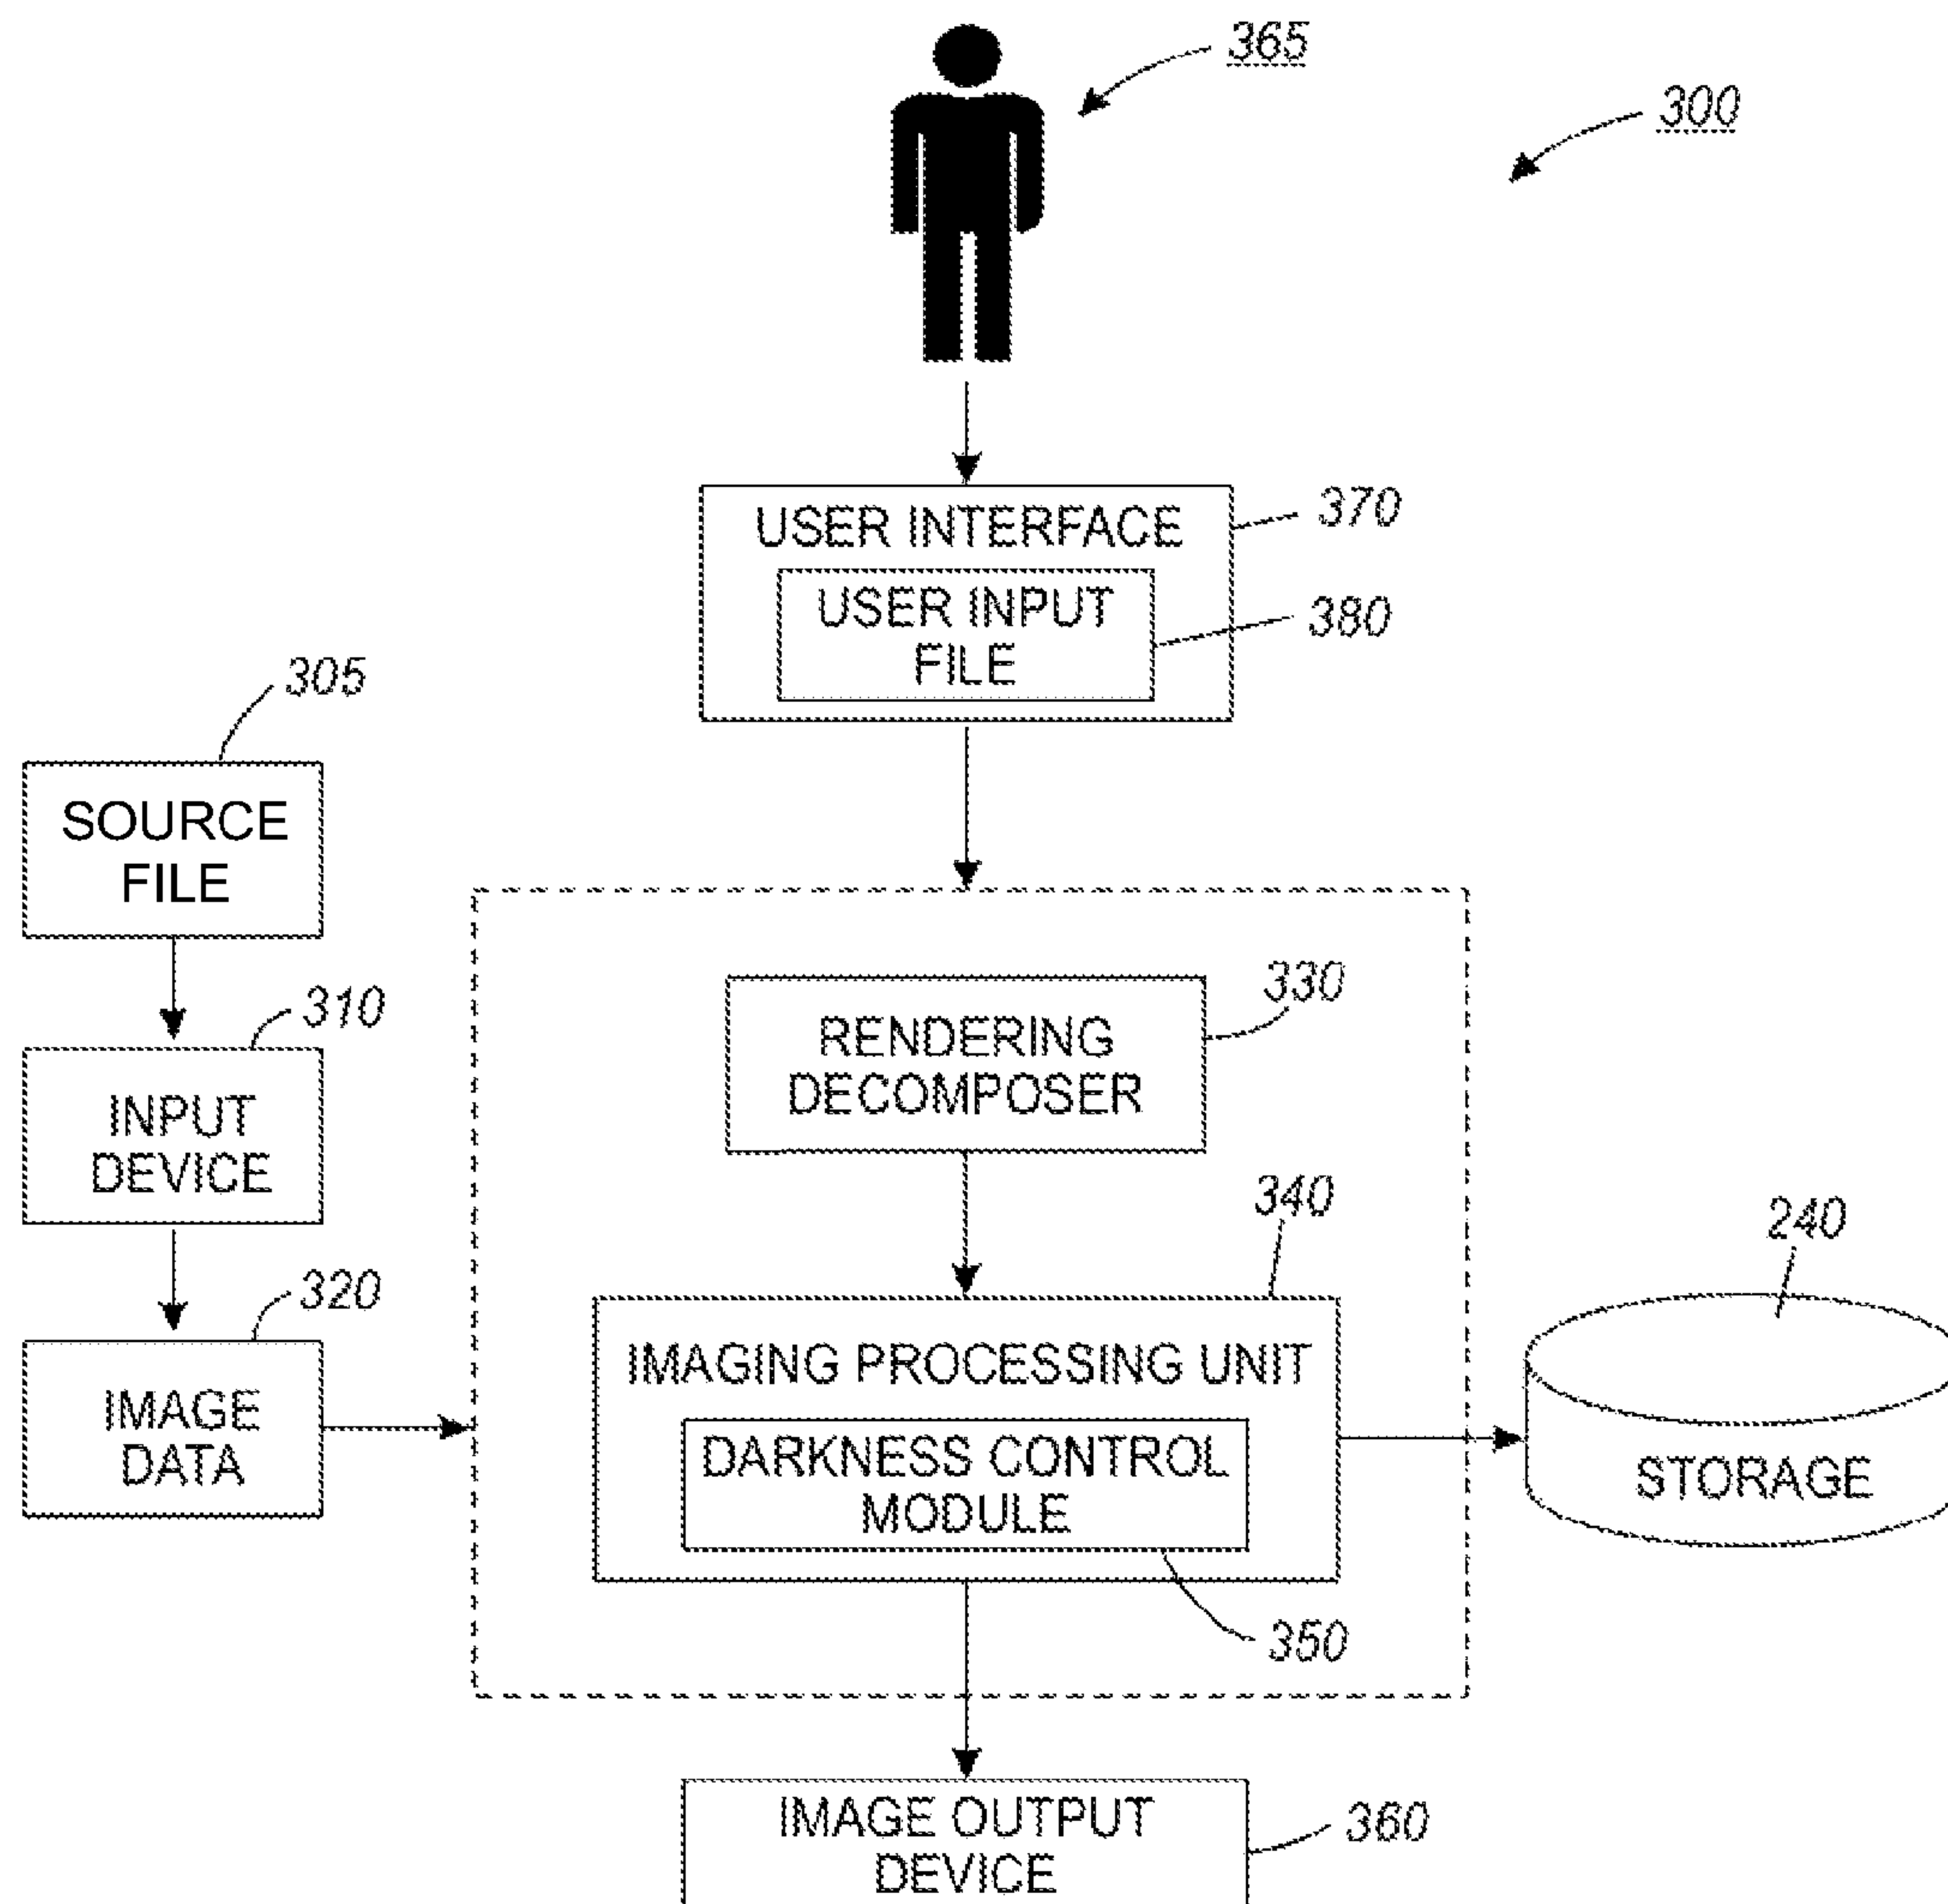 365
300
USER INTERFACE
370
USER INPUT
FILE
380
305
SOURCE
FILE
310
INPUT
DEVICE
320
IMAGE
DATA
330
RENDERING
DECOMPOSER
340
IMAGING PROCESSING UNIT
DARKNESS CONTROL
MODULE
350
240
STORAGE
IMAGE OUTPUT
DEVICE
360